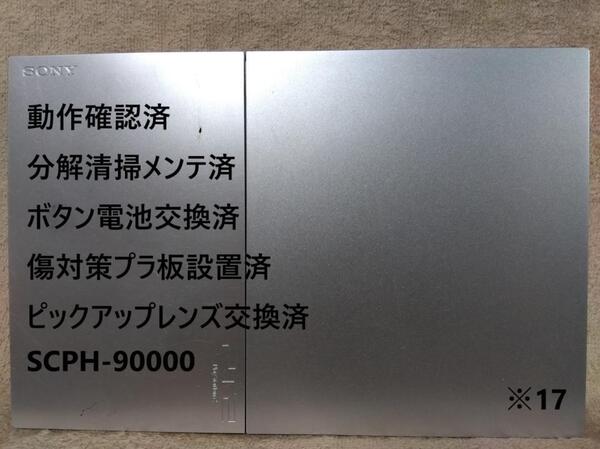 SONY
動作確認済
分解清掃メンテ済
ボタン電池交換済
傷対策プラ板設置済
ピックアップレンズ交換済
SCPH-90000
PlayStation 2
※17